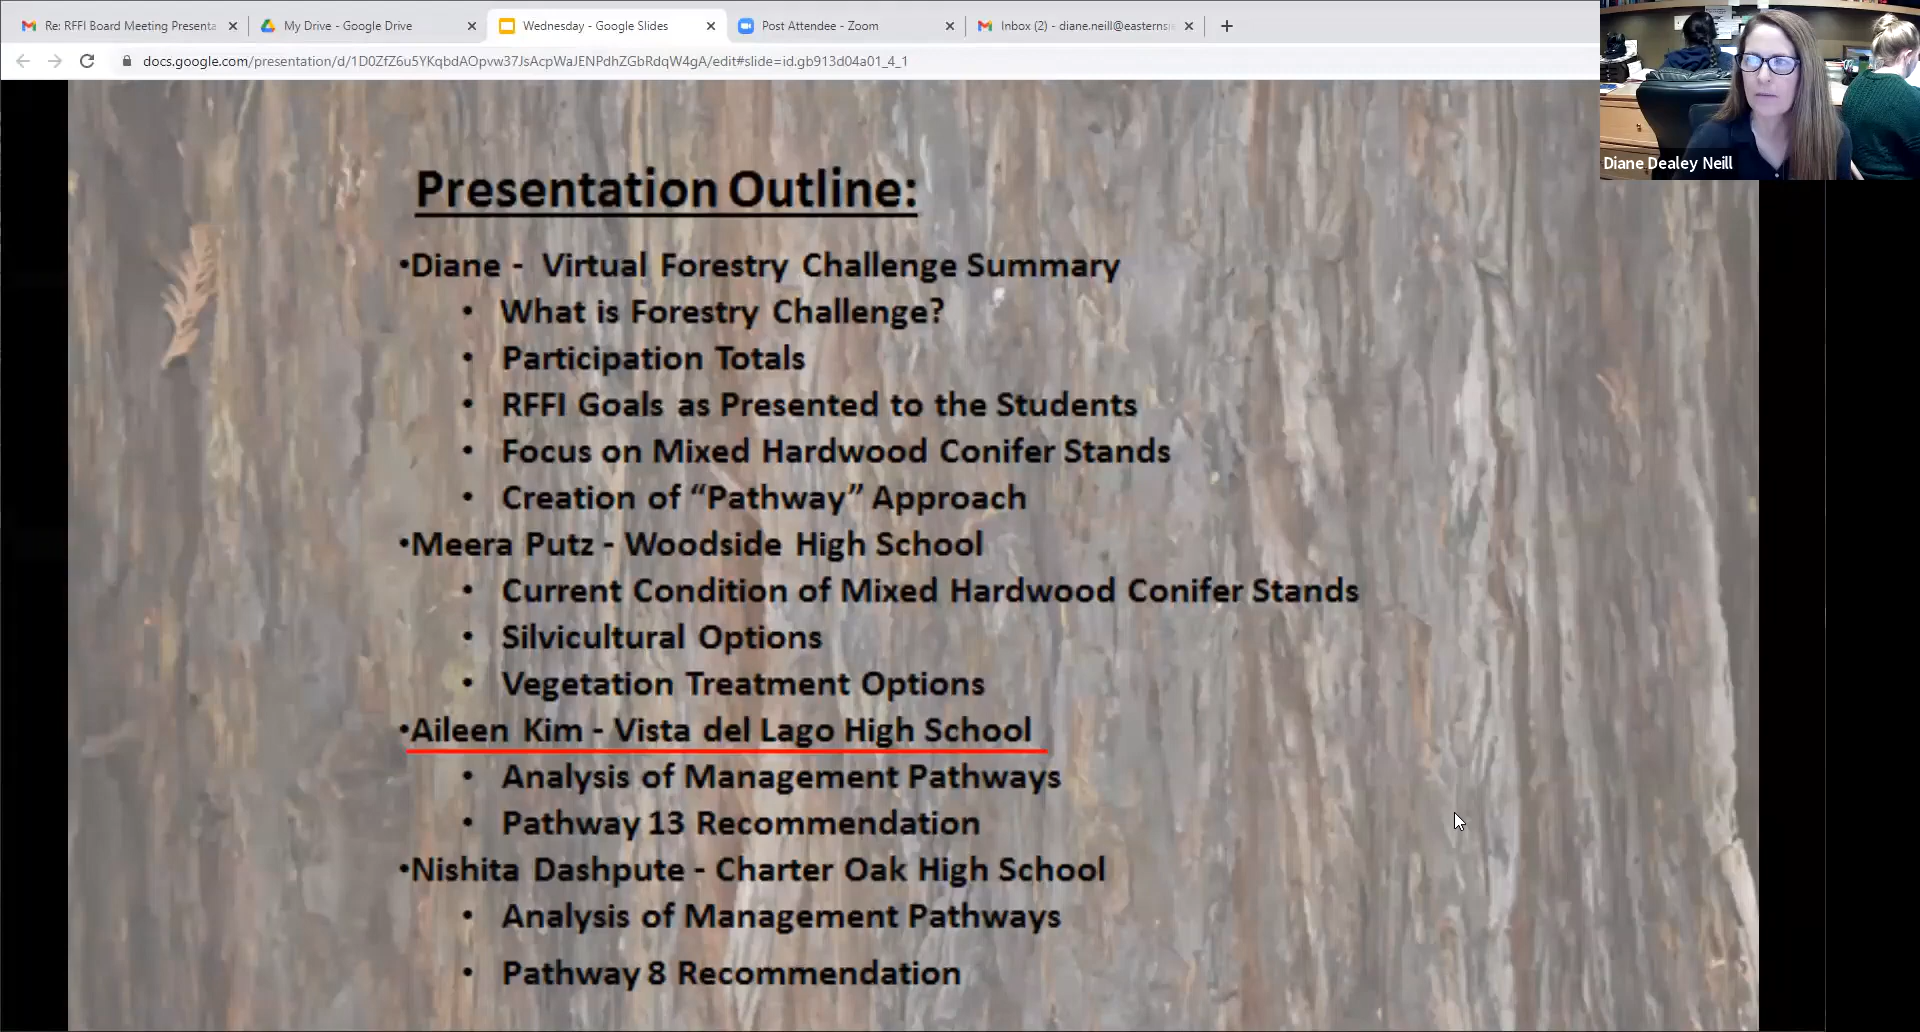 Re: RFFI Board Meeting Presenta
My Drive - Google Drive
Wednesday - Google Slides
Post Attendee - Zoom
Inbox (2) - diane.neill@easternsi
docs.google.com/presentation/d/1D0ZfZ6u5YKqbdAOpvw37JsAcpWaJENPdhZGbRdqW4gA/edit#slide=id.gb913d04a01_4_1
Diane Dealey Neill
Presentation Outline:
•Diane - Virtual Forestry Challenge Summary
• What is Forestry Challenge?
• Participation Totals
• RFFI Goals as Presented to the Students
• Focus on Mixed Hardwood Conifer Stands
• Creation of “Pathway” Approach
•Meera Putz - Woodside High School
• Current Condition of Mixed Hardwood Conifer Stands
• Silvicultural Options
• Vegetation Treatment Options
•Aileen Kim - Vista del Lago High School
• Analysis of Management Pathways
• Pathway 13 Recommendation
•Nishita Dashpute - Charter Oak High School
• Analysis of Management Pathways
• Pathway 8 Recommendation